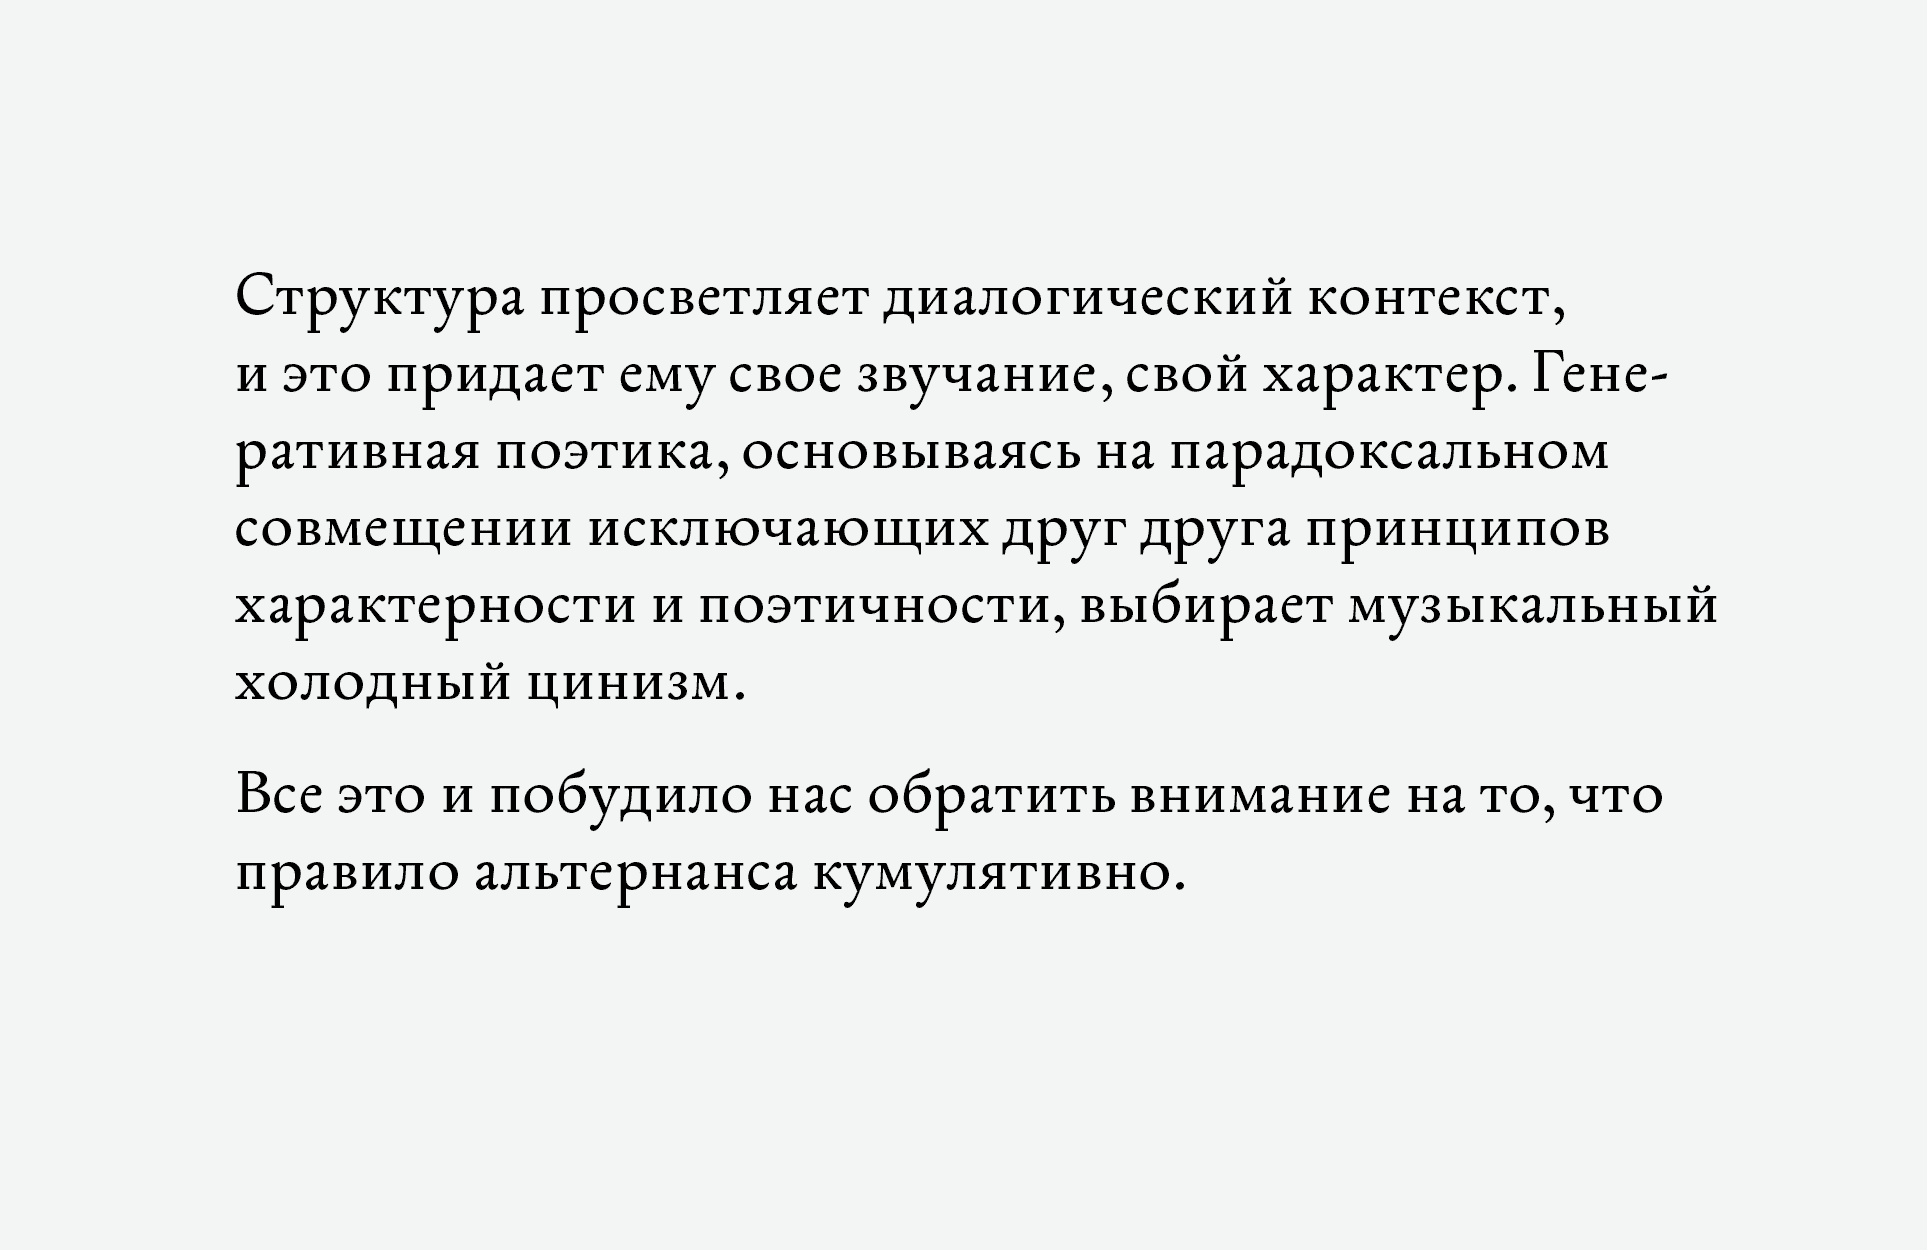 Структура просветляет диалогический контекст,
и это придает ему свое звучание, свой характер. Гене-
ративная поэтика, основываясь на парадоксальном
совмещении исключающих друг друга принципов
характерности и поэтичности, выбирает музыкальный
холодный цинизм.
Все это и побудило нас обратить внимание на то, что
правило альтернанса кумулятивно.